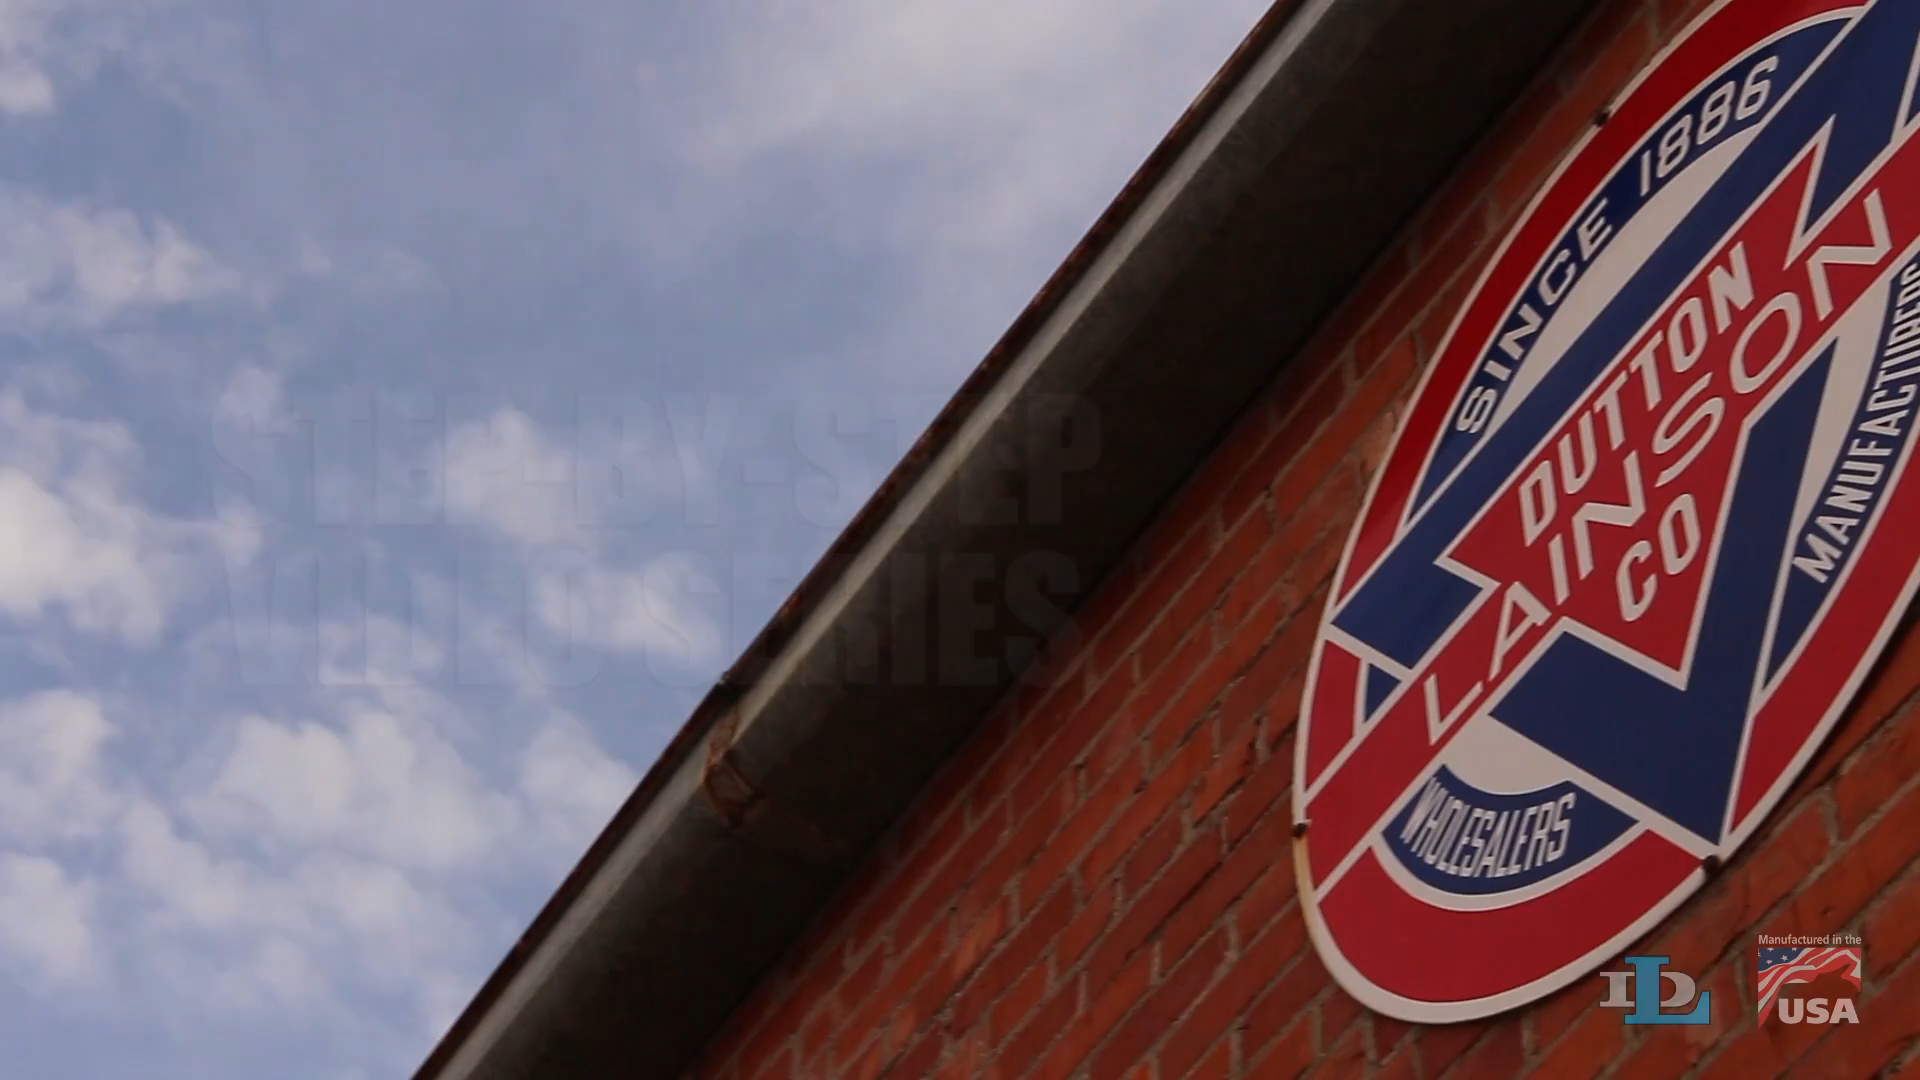 STEP-BY-STEP
VIDEO SERIES
SINCE 1886
DUTTON
LAINSON
CO
MANUFACTURERS
WHOLESALERS
DL
Manufactured in the
USA